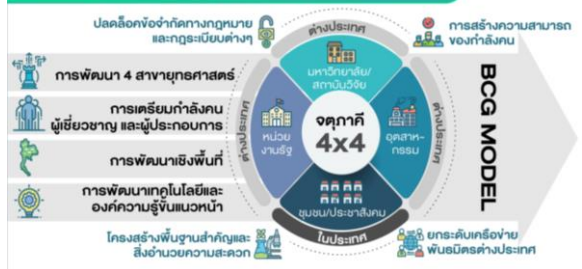 ปลดล็อคข้อจำกัดทางกฎหมาย
และกฎระเบียบต่างๆ
การสร้างความสามารถ
ของกำลังคน
ต่างประเทศ
มหาวิทยาลัย/
สถาบันวิจัย
การพัฒนา 4 สาขายุทธศาสตร์
การเตรียมกำลังคน
ผู้เชี่ยวชาญ และผู้ประกอบการ
การพัฒนาเชิงพื้นที่
การพัฒนาเทคโนโลยีและ
องค์ความรู้ขั้นแนวหน้า
ต่างประเทศ
หน่วย
งานรัฐ
จตุภาคี
4x4
อุตสาห-
กรรม
ต่างประเทศ
BCG MODEL
ชุมชน/ประชาสังคม
ในประเทศ
โครงสร้างพื้นฐานสำคัญและ
สิ่งอำนวยความสะดวก
ยกระดับเครือข่าย
พันธมิตรต่างประเทศ